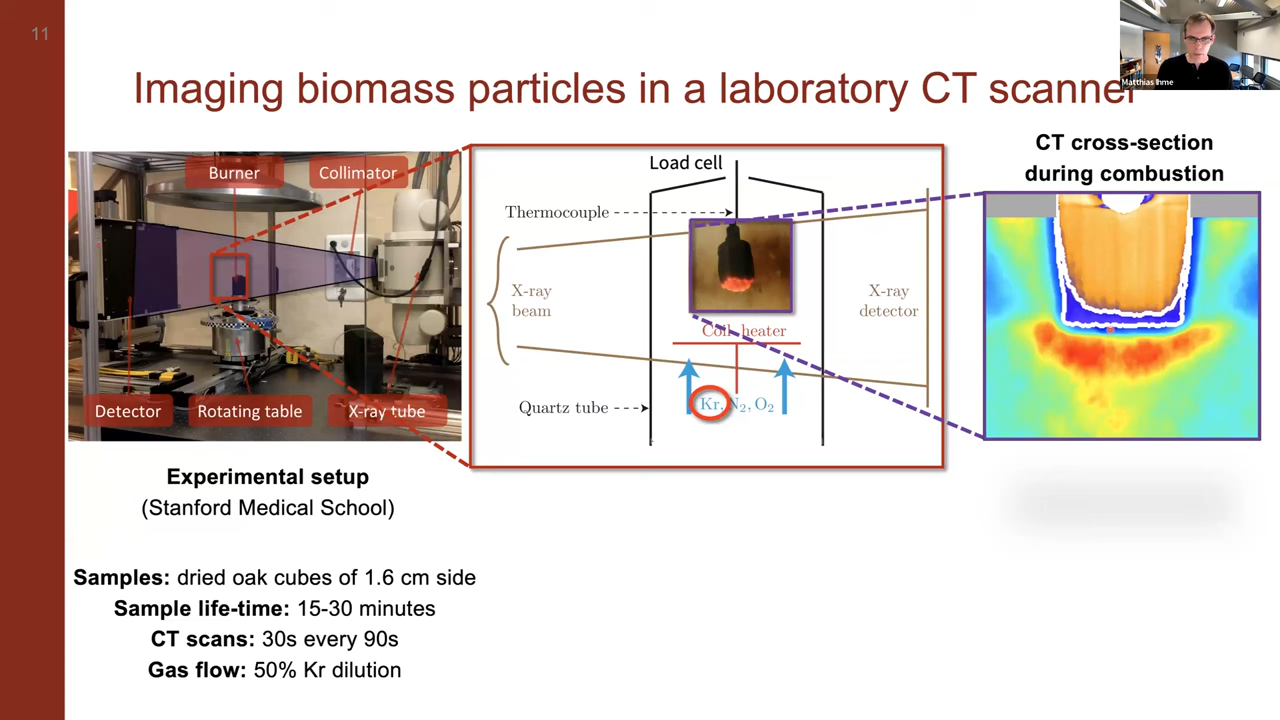 11
Matthias Ihme
Imaging biomass particles in a laboratory CT scanner
Burner
Collimator
Detector
Rotating table
X-ray tube
Experimental setup
(Stanford Medical School)
Samples: dried oak cubes of 1.6 cm side
Sample life-time: 15-30 minutes
CT scans: 30s every 90s
Gas flow: 50% Kr dilution
Load cell
Thermocouple
X-ray
beam
X-ray
detector
Coil heater
Quartz tube
Kr, N₂, O₂
CT cross-section
during combustion